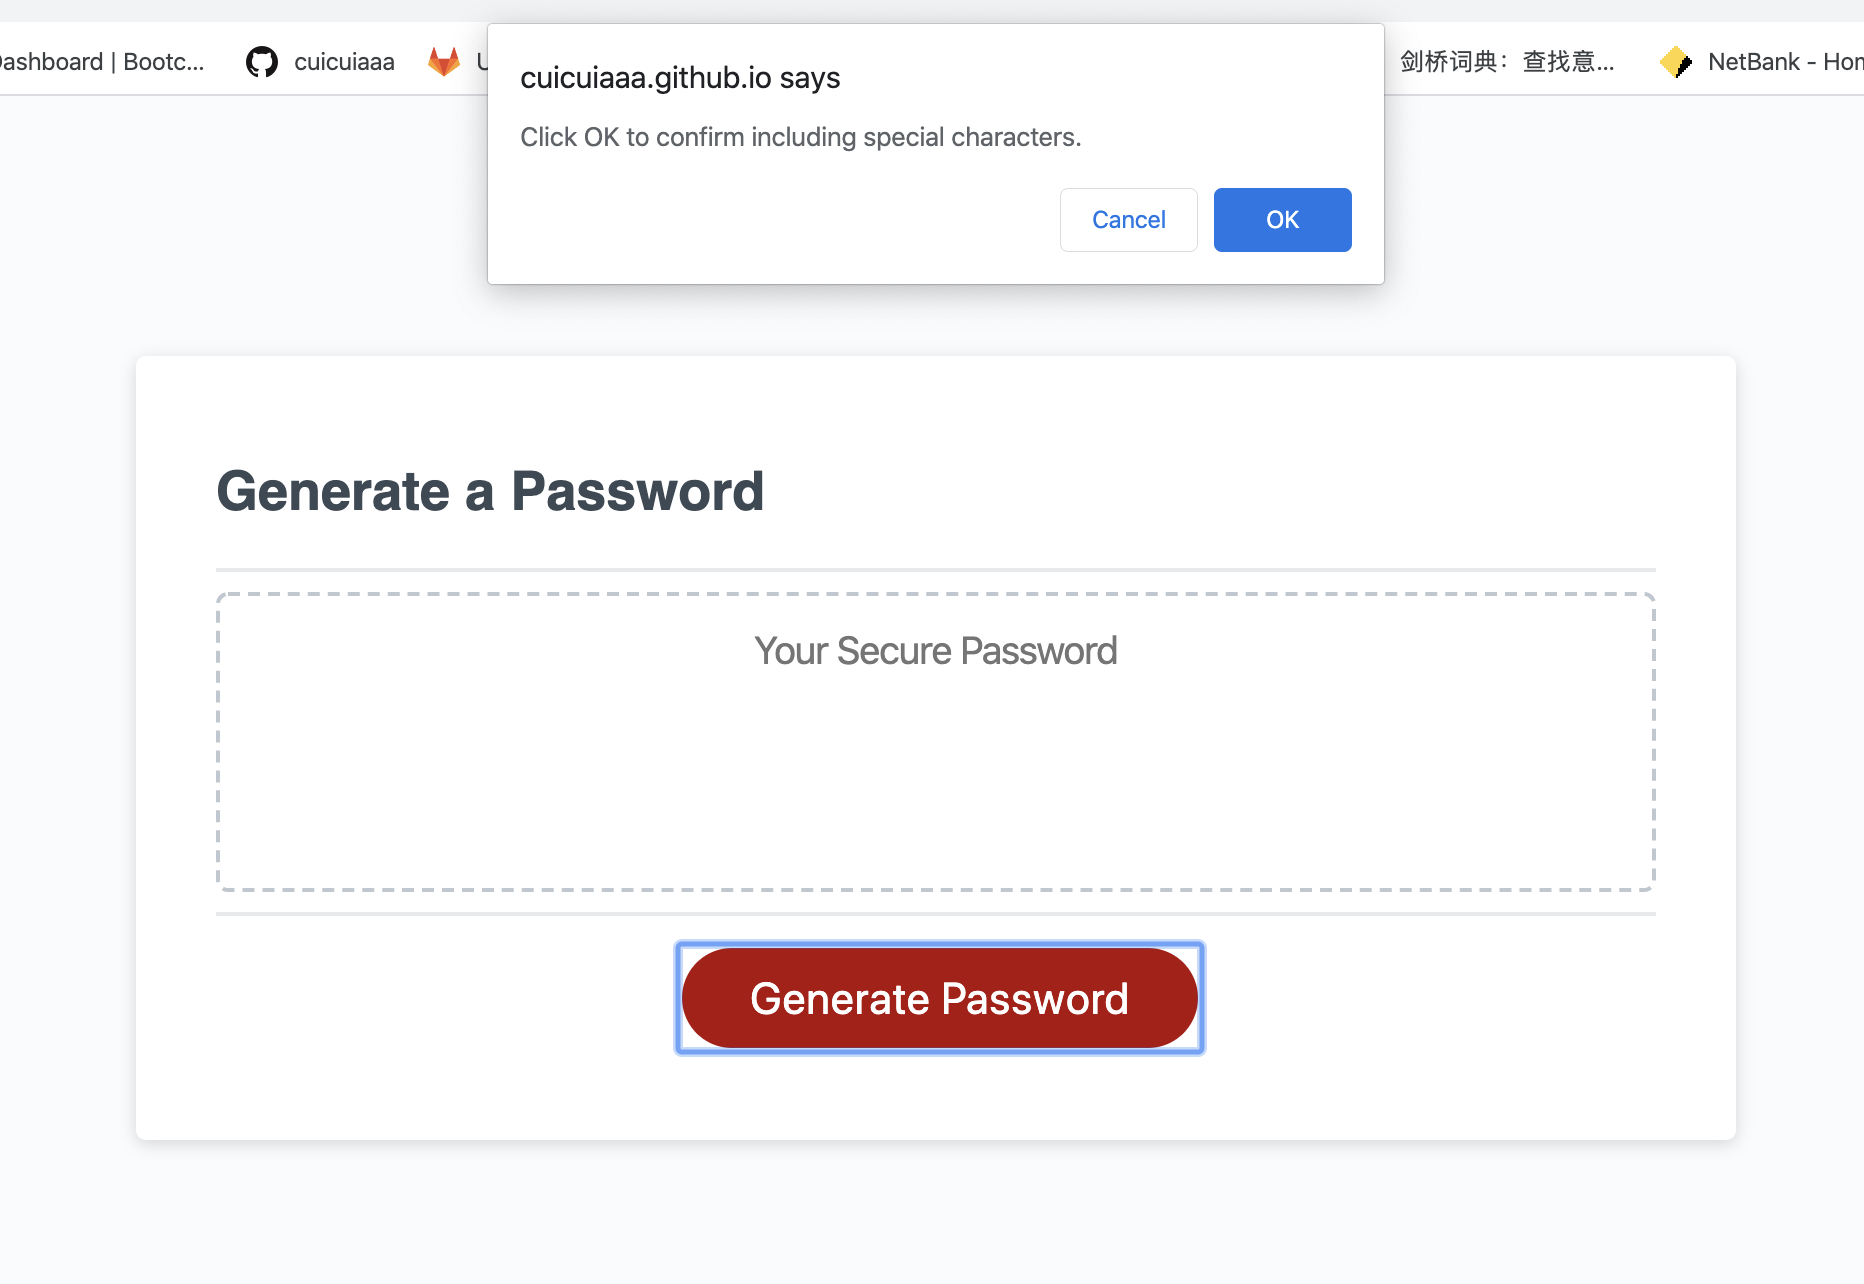 ashboard | Bootc...
cuicuiaaa
剑桥词典：查找意...
NetBank - Hom
cuicuiaaa.github.io says
Click OK to confirm including special characters.
Cancel
OK
Generate a Password
Your Secure Password
Generate Password